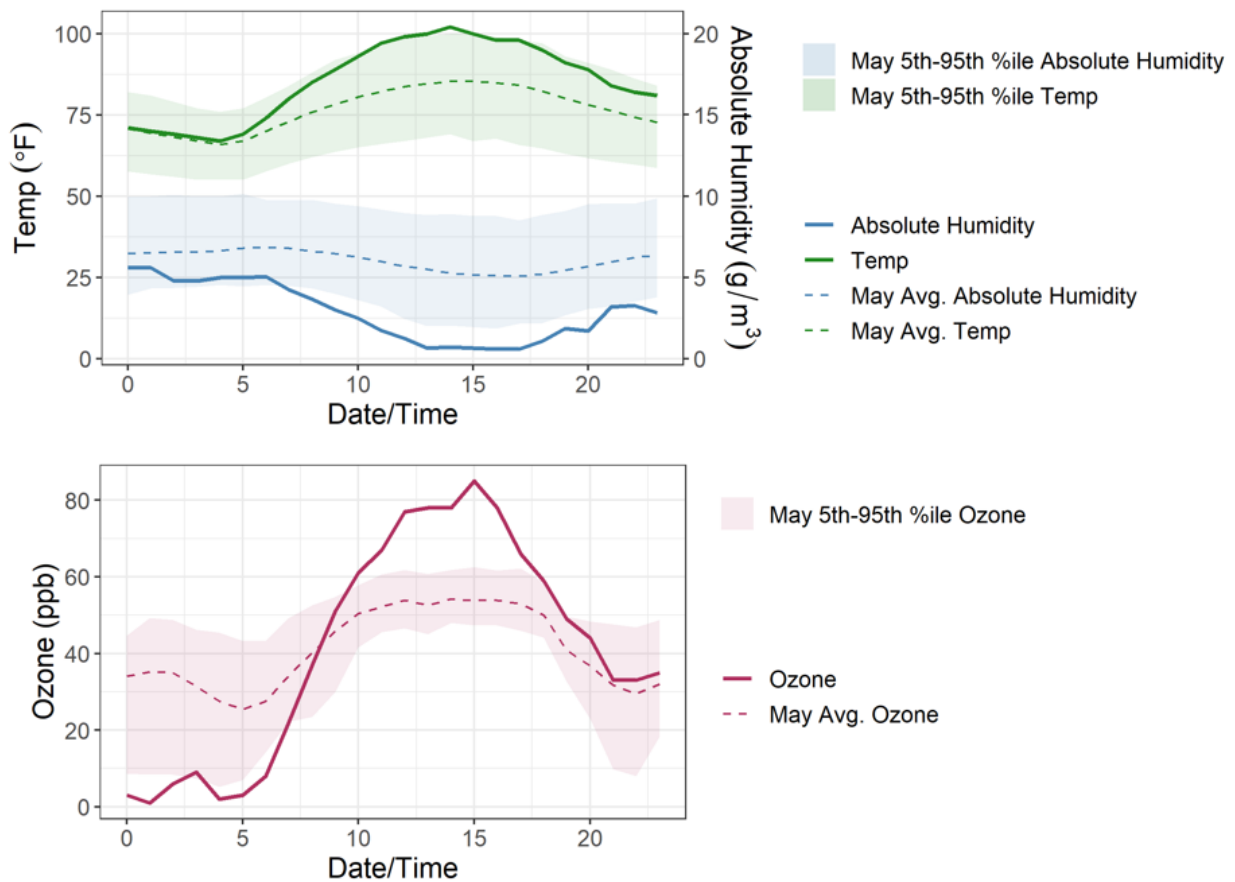 100
75
50
25
0
Temp (°F)
20
15
10
5
0
Absolute Humidity (g/m³)
0
5
10
15
20
Date/Time
May 5th-95th %ile Absolute Humidity
May 5th-95th %ile Temp
Absolute Humidity
Temp
May Avg. Absolute Humidity
May Avg. Temp
80
60
40
20
0
Ozone (ppb)
0
5
10
15
20
Date/Time
May 5th-95th %ile Ozone
Ozone
May Avg. Ozone